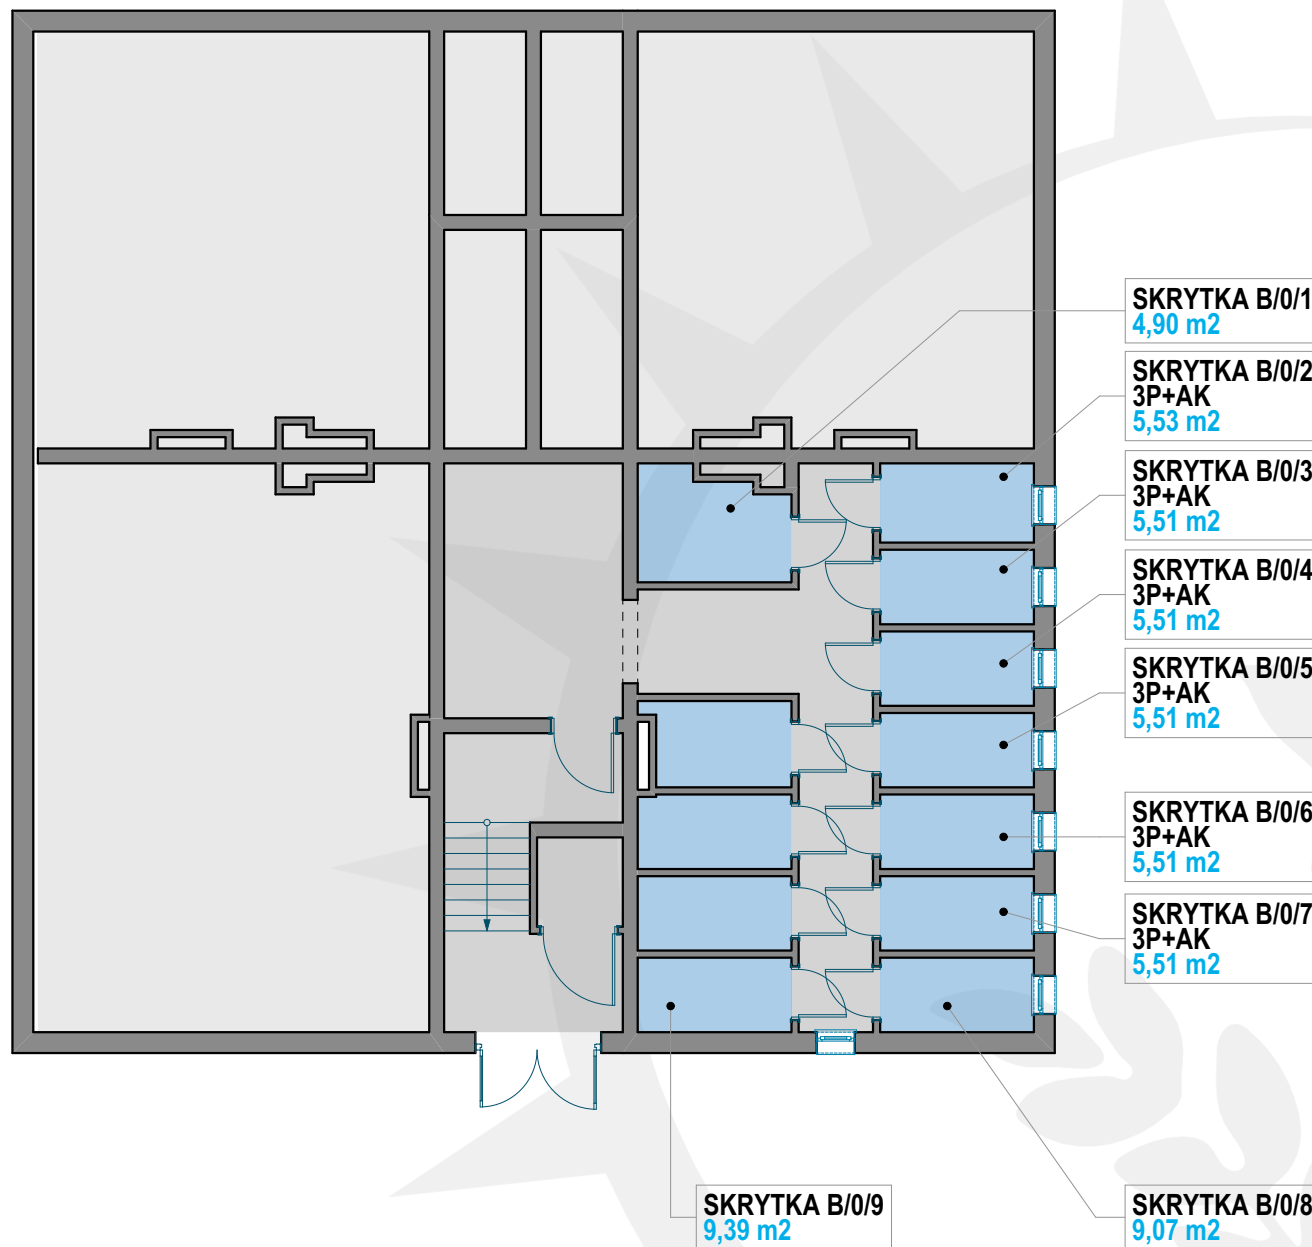 SKRYTKA B/0/1
4,90 m2
SKRYTKA B/0/2
3P+AK
5,53 m2
SKRYTKA B/0/3
3P+AK
5,51 m2
SKRYTKA B/0/4
3P+AK
5,51 m2
SKRYTKA B/0/5
3P+AK
5,51 m2
SKRYTKA B/0/6
3P+AK
5,51 m2
SKRYTKA B/0/7
3P+AK
5,51 m2
SKRYTKA B/0/9
9,39 m2
SKRYTKA B/0/8
9,07 m2